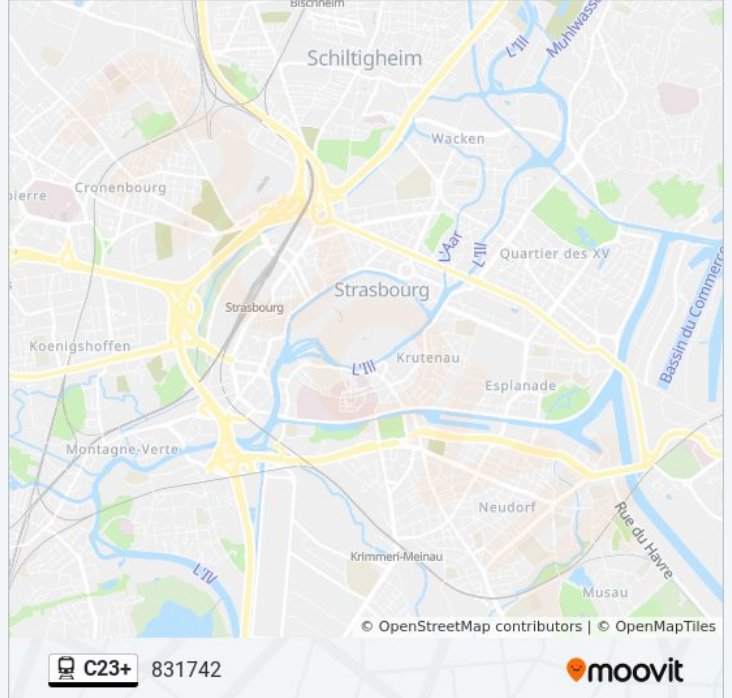 Bischheim
L'Ill
Muhlwasse
Schiltigheim
Wacken
pierre
Cronenbourg
L'Aar
L'Ill
Quartier des XV
Bassin du Commerce
Strasbourg
Strasbourg
Koenigshoffen
L'Ill
Krutenau
Esplanade
Montagne-Verte
Neudorf
Rue du Havre
Krimmeri-Meinau
L'Ill
Musau
© OpenStreetMap contributors | © OpenMapTiles
C23+ 831742 moovit